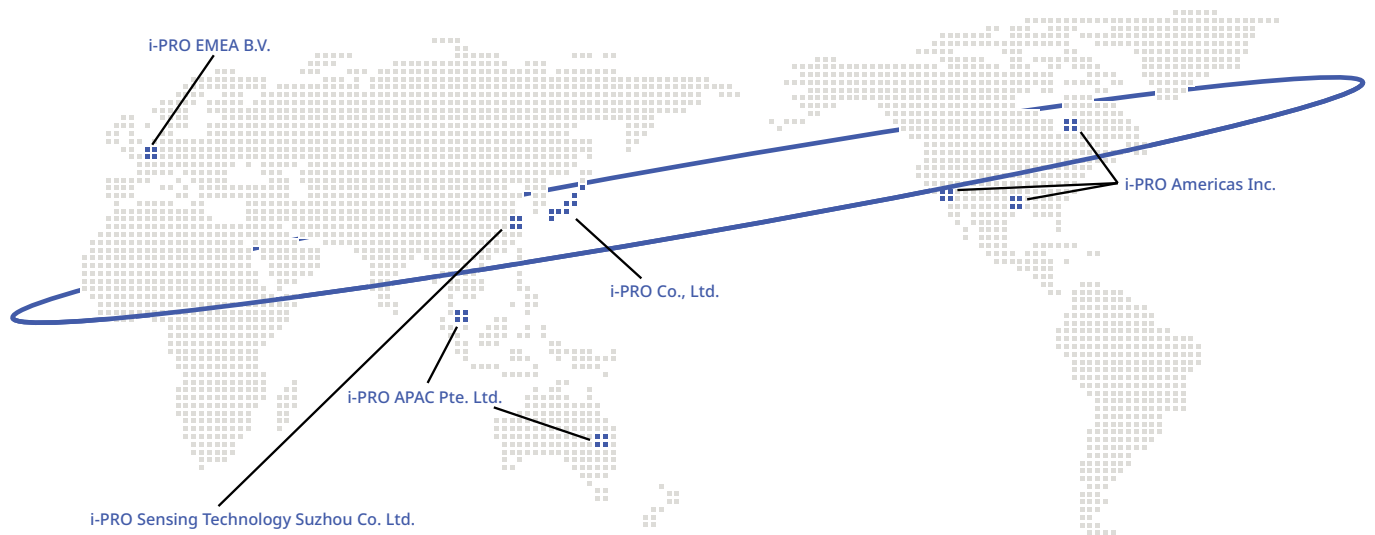 i-PRO EMEA B.V.
i-PRO Americas Inc.
i-PRO Co., Ltd.
i-PRO APAC Pte. Ltd.
i-PRO Sensing Technology Suzhou Co. Ltd.